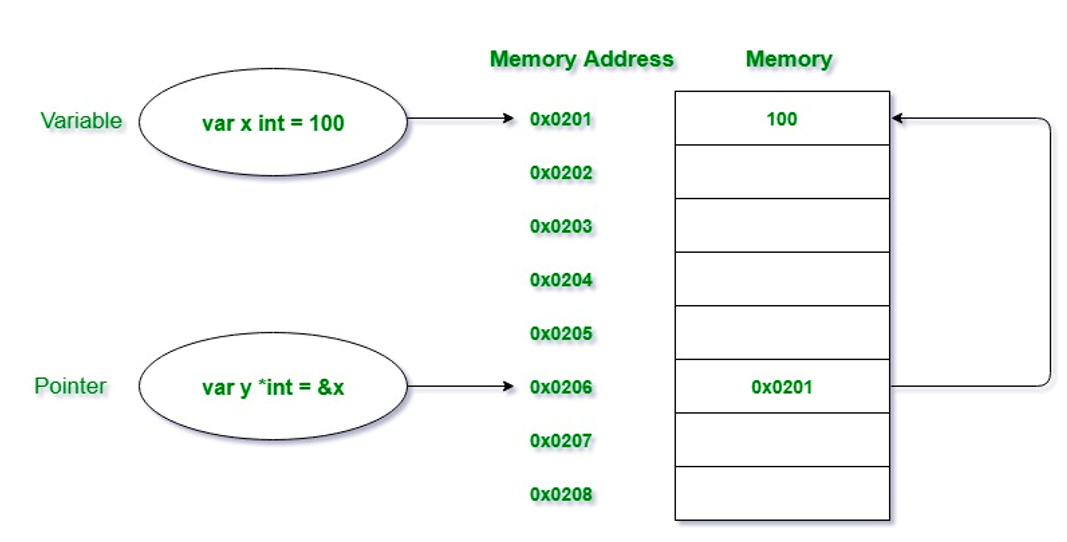 Memory Address Memory
Variable var x int = 100 0x0201 100
0x0202
0x0203
0x0204
0x0205
Pointer var y *int = &x 0x0206 0x0201
0x0207
0x0208